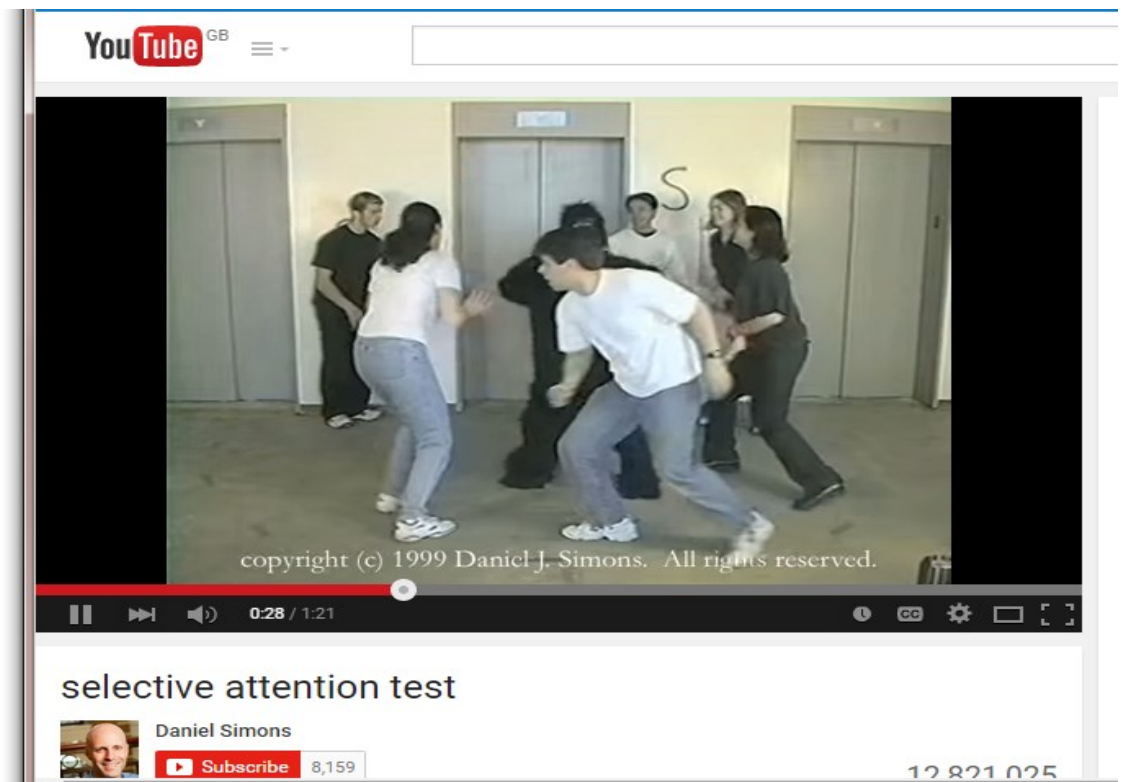 YouTube GB
S
copyright (c) 1999 Daniel J. Simons. All rights reserved.
0:28 / 1:21
CC
selective attention test
Daniel Simons
Subscribe 8,159
12,821,025